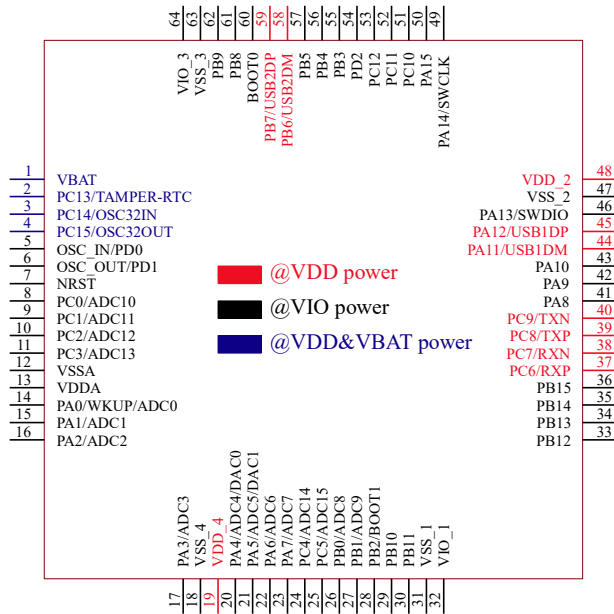 64
63
62
61
60
59
58
57
56
55
54
53
52
51
50
49
VIO_3
VSS_3
PB9
PB8
BOOT0
PB7/USB2DP
PB6/USB2DM
PB5
PB4
PB3
PD2
PC12
PC11
PC10
PA15
PA14/SWCLK
1 VBAT
2 PC13/TAMPER-RTC
3 PC14/OSC32IN
4 PC15/OSC32OUT
5 OSC_IN/PD0
6 OSC_OUT/PD1
7 NRST
8 PC0/ADC10
9 PC1/ADC11
10 PC2/ADC12
11 PC3/ADC13
12 VSSA
13 VDDA
14 PA0/WKUP/ADC0
15 PA1/ADC1
16 PA2/ADC2
@VDD power
@VIO power
@VDD&VBAT power
VDD_2 48
VSS_2 47
PA13/SWDIO 46
PA12/USB1DP 45
PA11/USB1DM 44
PA10 43
PA9 42
PA8 41
PC9/TXN 40
PC8/TXP 39
PC7/RXN 38
PC6/RXP 37
PB15 36
PB14 35
PB13 34
PB12 33
PA3/ADC3
VSS_4
VDD_4
PA4/ADC4/DAC0
PA5/ADC5/DAC1
PA6/ADC6
PA7/ADC7
PC4/ADC14
PC5/ADC15
PB0/ADC8
PB1/ADC9
PB2/BOOT1
PB10
PB11
VSS_1
VIO_1
17
18
19
20
21
22
23
24
25
26
27
28
29
30
31
32